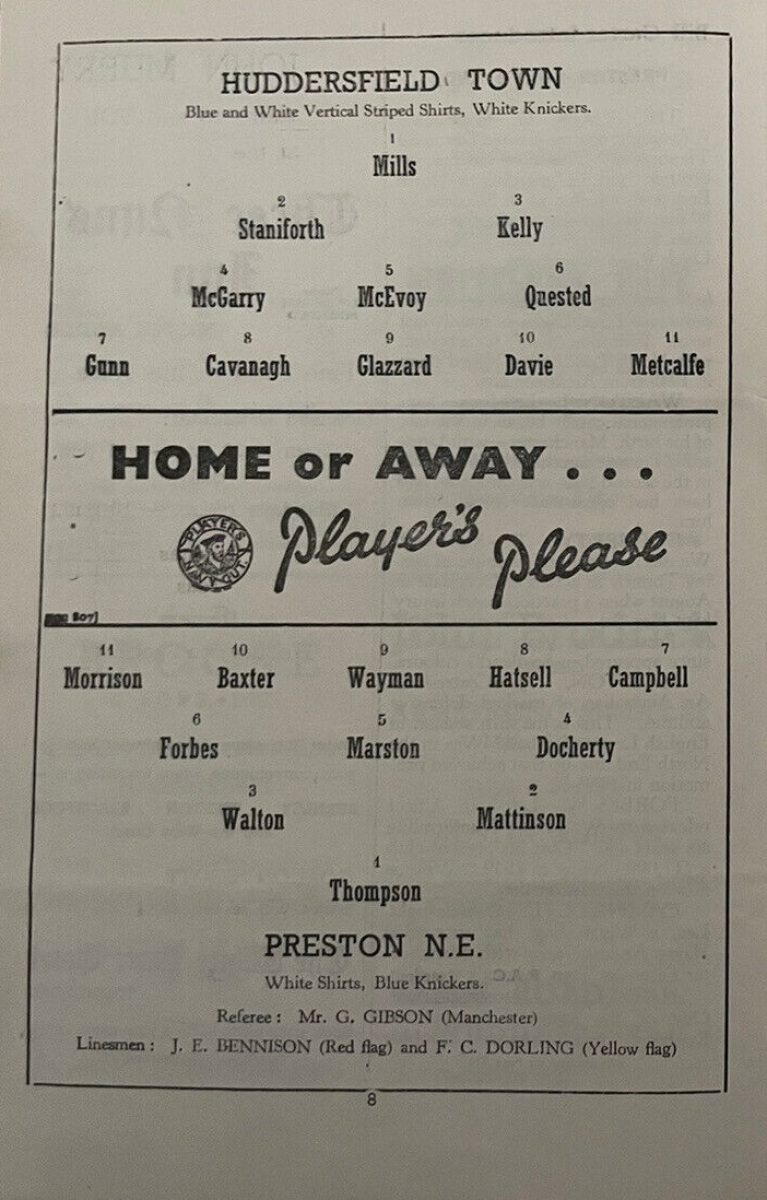 HUDDERSFIELD TOWN
Blue and White Vertical Striped Shirts, White Knickers.
1
Mills
2 3
Staniforth Kelly
4 5 6
McGarry McEvoy Quested
7 8 9 10 11
Gunn Cavanagh Glazzard Davie Metcalfe
HOME or AWAY . . .
PLAYER'S NAVY CUT
Player's Please
807]
11 10 9 8 7
Morrison Baxter Wayman Hatsell Campbell
6 5 4
Forbes Marston Docherty
3 2
Walton Mattinson
1
Thompson
PRESTON N.E.
White Shirts, Blue Knickers.
Referee : Mr. G. GIBSON (Manchester)
Linesmen : J. E. BENNISON (Red flag) and F. C. DORLING (Yellow flag)
8